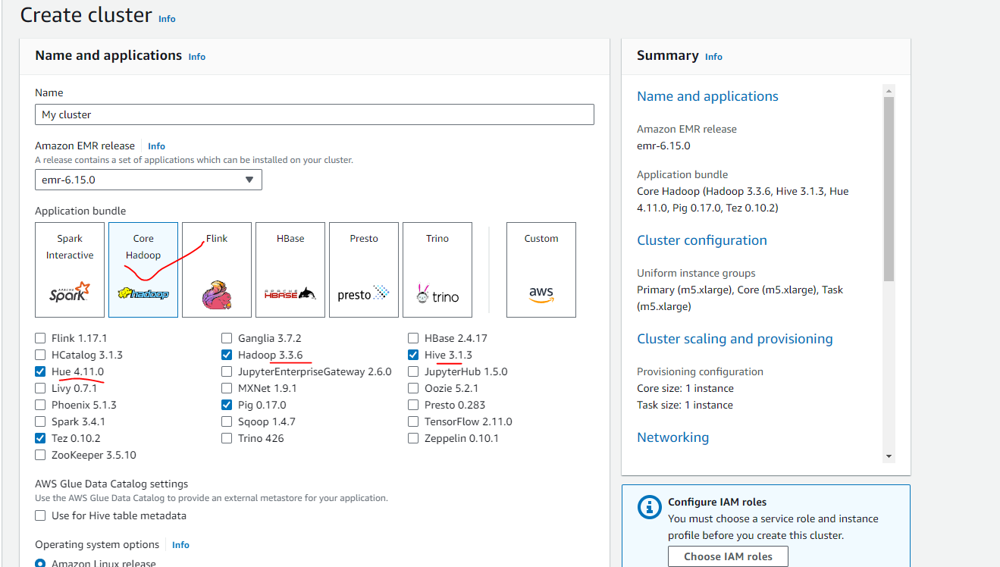 Create cluster Info
Name and applications Info
Name
My cluster
Amazon EMR release Info
A release contains a set of applications which can be installed on your cluster.
emr-6.15.0
Application bundle
Spark
Interactive
APACHE
Spark
Core
Hadoop
hadoop
Flink
HBase
APACHE
HBASE
Presto
presto
Trino
trino
Custom
aws
Flink 1.17.1
Ganglia 3.7.2
HBase 2.4.17
HCatalog 3.1.3
Hadoop 3.3.6
Hive 3.1.3
Hue 4.11.0
JupyterEnterpriseGateway 2.6.0
JupyterHub 1.5.0
Livy 0.7.1
MXNet 1.9.1
Oozie 5.2.1
Phoenix 5.1.3
Pig 0.17.0
Presto 0.283
Spark 3.4.1
Sqoop 1.4.7
TensorFlow 2.11.0
Tez 0.10.2
Trino 426
Zeppelin 0.10.1
ZooKeeper 3.5.10
AWS Glue Data Catalog settings
Use the AWS Glue Data Catalog to provide an external metastore for your application.
Use for Hive table metadata
Operating system options Info
Amazon Linux release
Summary Info
Name and applications
Amazon EMR release
emr-6.15.0
Application bundle
Core Hadoop (Hadoop 3.3.6, Hive 3.1.3, Hue
4.11.0, Pig 0.17.0, Tez 0.10.2)
Cluster configuration
Uniform instance groups
Primary (m5.xlarge), Core (m5.xlarge), Task
(m5.xlarge)
Cluster scaling and provisioning
Provisioning configuration
Core size: 1 instance
Task size: 1 instance
Networking
Configure IAM roles
You must choose a service role and instance
profile before you create this cluster.
Choose IAM roles